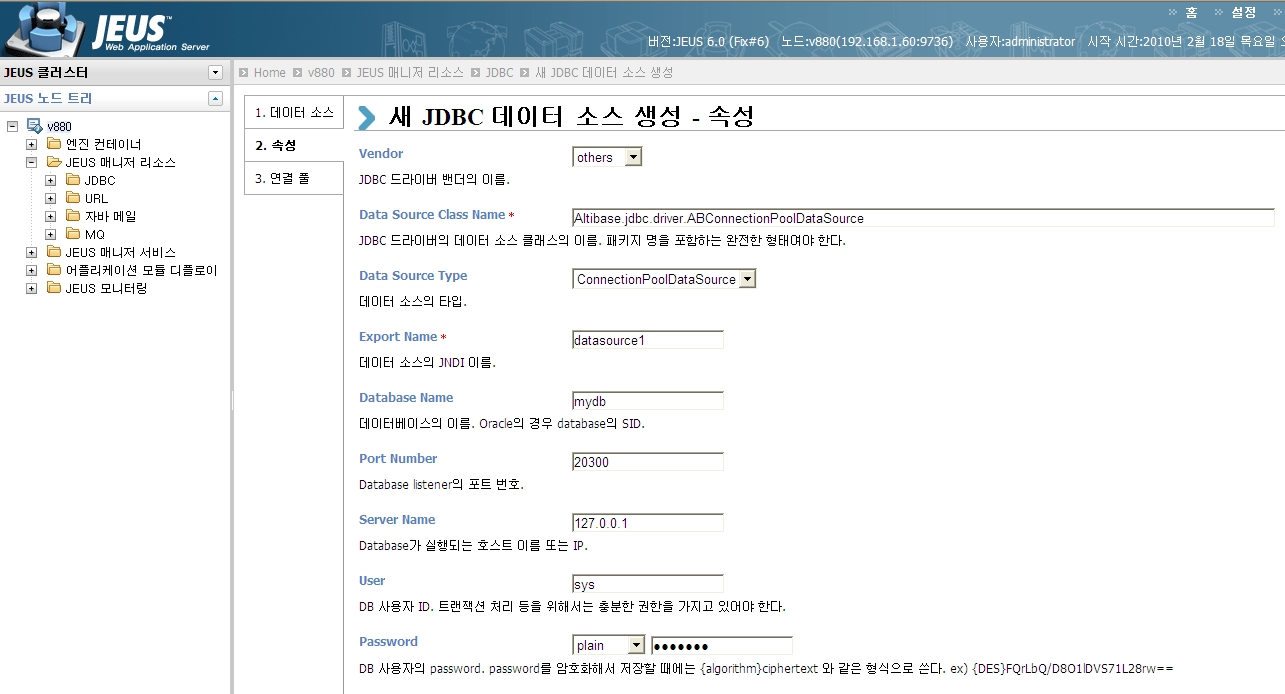 JEUS™
Web Application Server
홈 설정
버전:JEUS 6.0 (Fix#6) 노드:v880(192.168.1.60:9736) 사용자:administrator 시작 시간:2010년 2월 18일 목요일
JEUS 클러스터
JEUS 노드 트리
v880
엔진 컨테이너
JEUS 매니저 리소스
JDBC
URL
자바 메일
MQ
JEUS 매니저 서비스
어플리케이션 모듈 디플로이
JEUS 모니터링
Home v880 JEUS 매니저 리소스 JDBC 새 JDBC 데이터 소스 생성
1. 데이터 소스
2. 속성
3. 연결 풀
새 JDBC 데이터 소스 생성 - 속성
Vendor others
JDBC 드라이버 밴더의 이름.
Data Source Class Name * Altibase.jdbc.driver.ABConnectionPoolDataSource
JDBC 드라이버의 데이터 소스 클래스의 이름. 패키지 명을 포함하는 완전한 형태여야 한다.
Data Source Type ConnectionPoolDataSource
데이터 소스의 타입.
Export Name * datasource1
데이터 소스의 JNDI 이름.
Database Name mydb
데이터베이스의 이름. Oracle의 경우 database의 SID.
Port Number 20300
Database listener의 포트 번호.
Server Name 127.0.0.1
Database가 실행되는 호스트 이름 또는 IP.
User sys
DB 사용자 ID. 트랜잭션 처리 등을 위해서는 충분한 권한을 가지고 있어야 한다.
Password plain •••••••
DB 사용자의 password. password를 암호화해서 저장할 때에는 {algorithm}ciphertext 와 같은 형식으로 쓴다. ex) {DES}FQrLbQ/D8O1lDVS71L28rw==